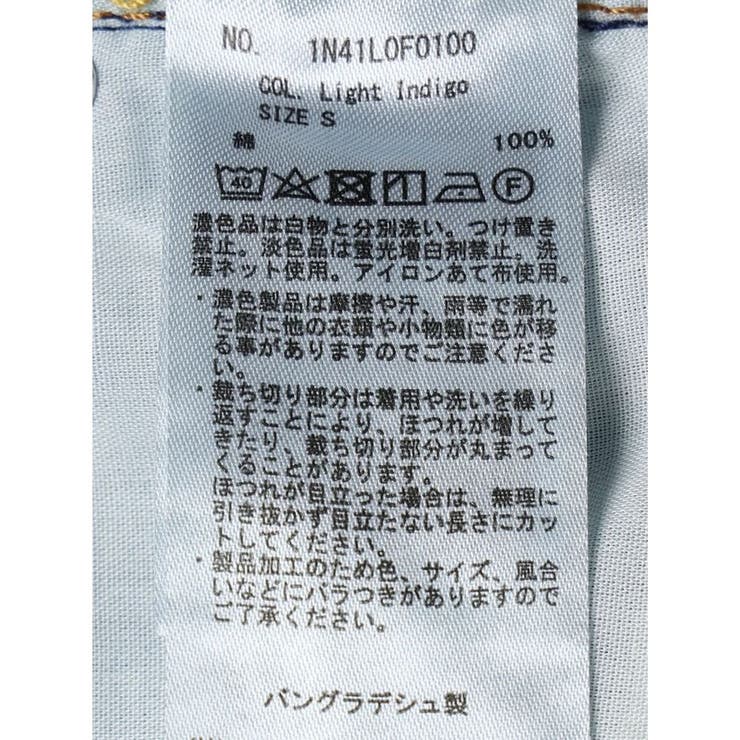 NO. 1N41L0F0100
COL. Light Indigo
SIZE S
綿 100%
40 F
濃色品は白物と分別洗い。つけ置き
禁止。淡色品は蛍光増白剤禁止。洗
濯ネット使用。アイロンあて布使用。
・濃色製品は摩擦や汗、雨等で濡れ
た際に他の衣類や小物類に色が移
る事がありますのでご注意くださ
い。
・裁ち切り部分は着用や洗いを繰り
返すことにより、ほつれが増して
きたり、裁ち切り部分が丸まって
くることがあります。
ほつれが目立った場合は、無理に
引き抜かず目立たない長さにカッ
トしてください。
・製品加工のため色、サイズ、風合
いなどにバラつきがありますので
ご了承ください。
バングラデシュ製